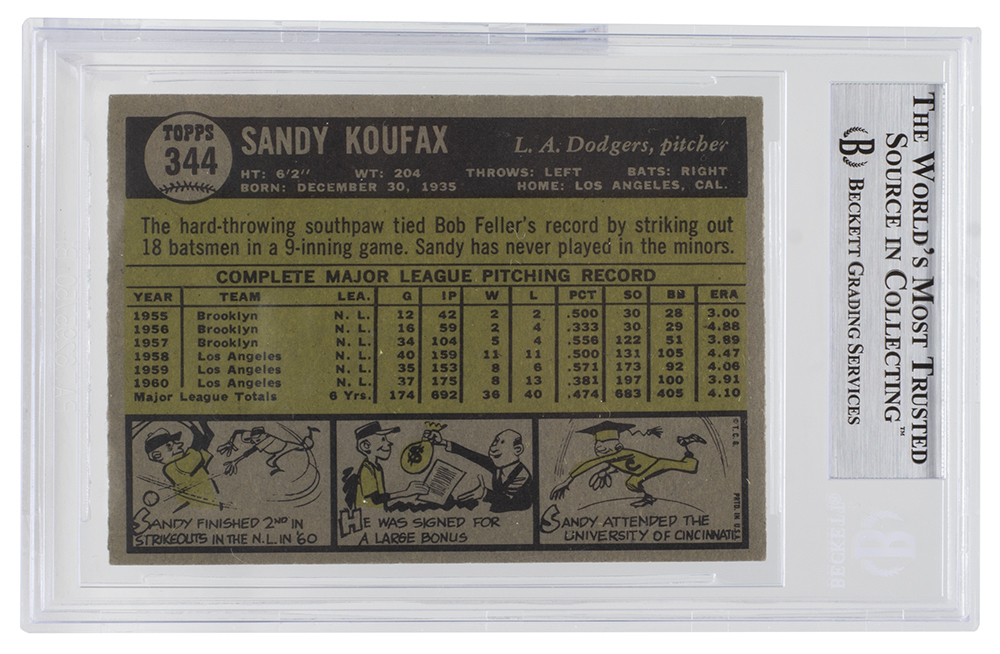 TOPPS
344
SANDY KOUFAX
L. A. Dodgers, pitcher
HT: 6'2" WT: 204 THROWS: LEFT BATS: RIGHT
BORN: DECEMBER 30, 1935 HOME: LOS ANGELES, CAL.
The hard-throwing southpaw tied Bob Feller's record by striking out
18 batsmen in a 9-inning game. Sandy has never played in the minors.
COMPLETE MAJOR LEAGUE PITCHING RECORD
YEAR TEAM LEA. G IP W L PCT SO BB ERA
1955 Brooklyn N. L. 12 42 2 2 .500 30 28 3.00
1956 Brooklyn N. L. 16 59 2 4 .333 30 29 4.88
1957 Brooklyn N. L. 34 104 5 4 .556 122 51 3.89
1958 Los Angeles N. L. 40 159 11 11 .500 131 105 4.47
1959 Los Angeles N. L. 35 153 8 6 .571 173 92 4.06
1960 Los Angeles N. L. 37 175 8 13 .381 197 100 3.91
Major League Totals 6 Yrs. 174 692 36 40 .474 683 405 4.10
SANDY FINISHED 2ND IN
STRIKEOUTS IN THE N.L. IN '60
$
HE WAS SIGNED FOR
A LARGE BONUS
SANDY ATTENDED THE
UNIVERSITY OF CINCINNATI
© T.C.G.
PRTD. IN U.S.A.
THE WORLD'S MOST TRUSTED
SOURCE IN COLLECTING™
B BECKETT GRADING SERVICES
BECKETT
B